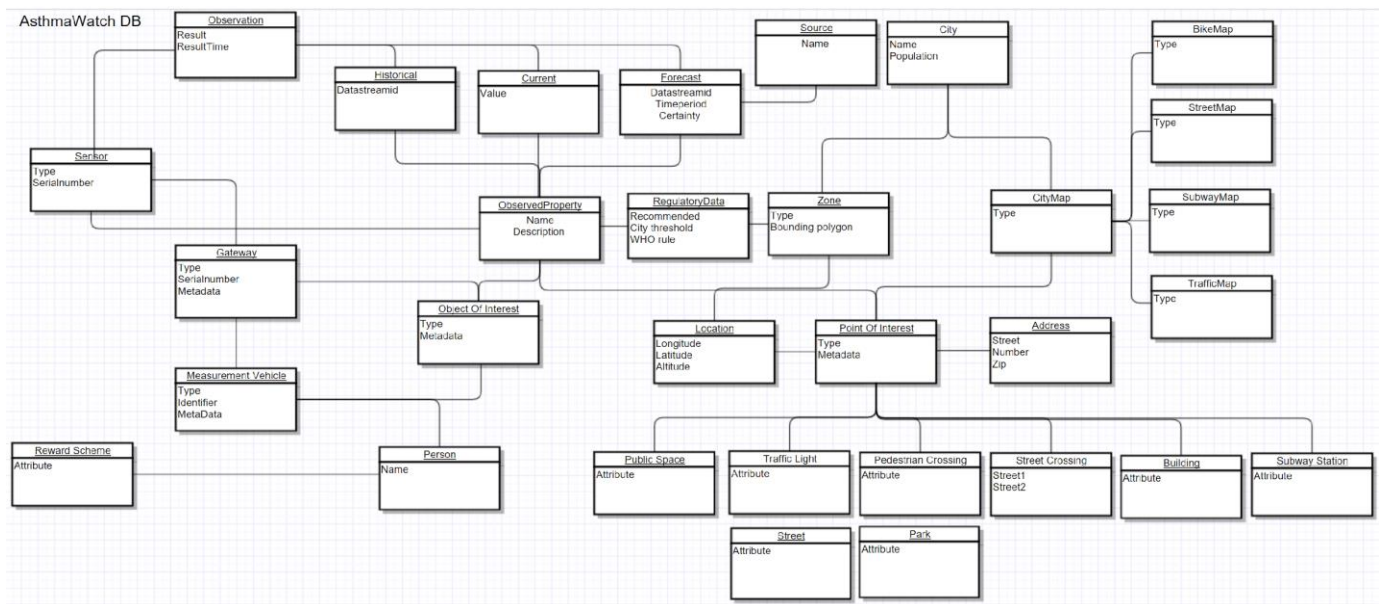 AsthmaWatch DB
Observation
Result
ResultTime
Source
Name
City
Name
Population
BikeMap
Type
Historical
Datastreamid
Current
Value
Forecast
Datastreamid
Timeperiod
Certainty
StreetMap
Type
Sensor
Type
Serialnumber
ObservedProperty
Name
Description
RegulatoryData
Recommended
City threshold
WHO rule
Zone
Type
Bounding polygon
CityMap
Type
SubwayMap
Type
Gateway
Type
Serialnumber
Metadata
TrafficMap
Type
Object Of Interest
Type
Metadata
Location
Longitude
Latitude
Altitude
Point Of Interest
Type
Metadata
Address
Street
Number
Zip
Measurement Vehicle
Type
Identifier
MetaData
Reward Scheme
Attribute
Person
Name
Public Space
Attribute
Traffic Light
Attribute
Pedestrian Crossing
Attribute
Street Crossing
Street1
Street2
Building
Attribute
Subway Station
Attribute
Street
Attribute
Park
Attribute